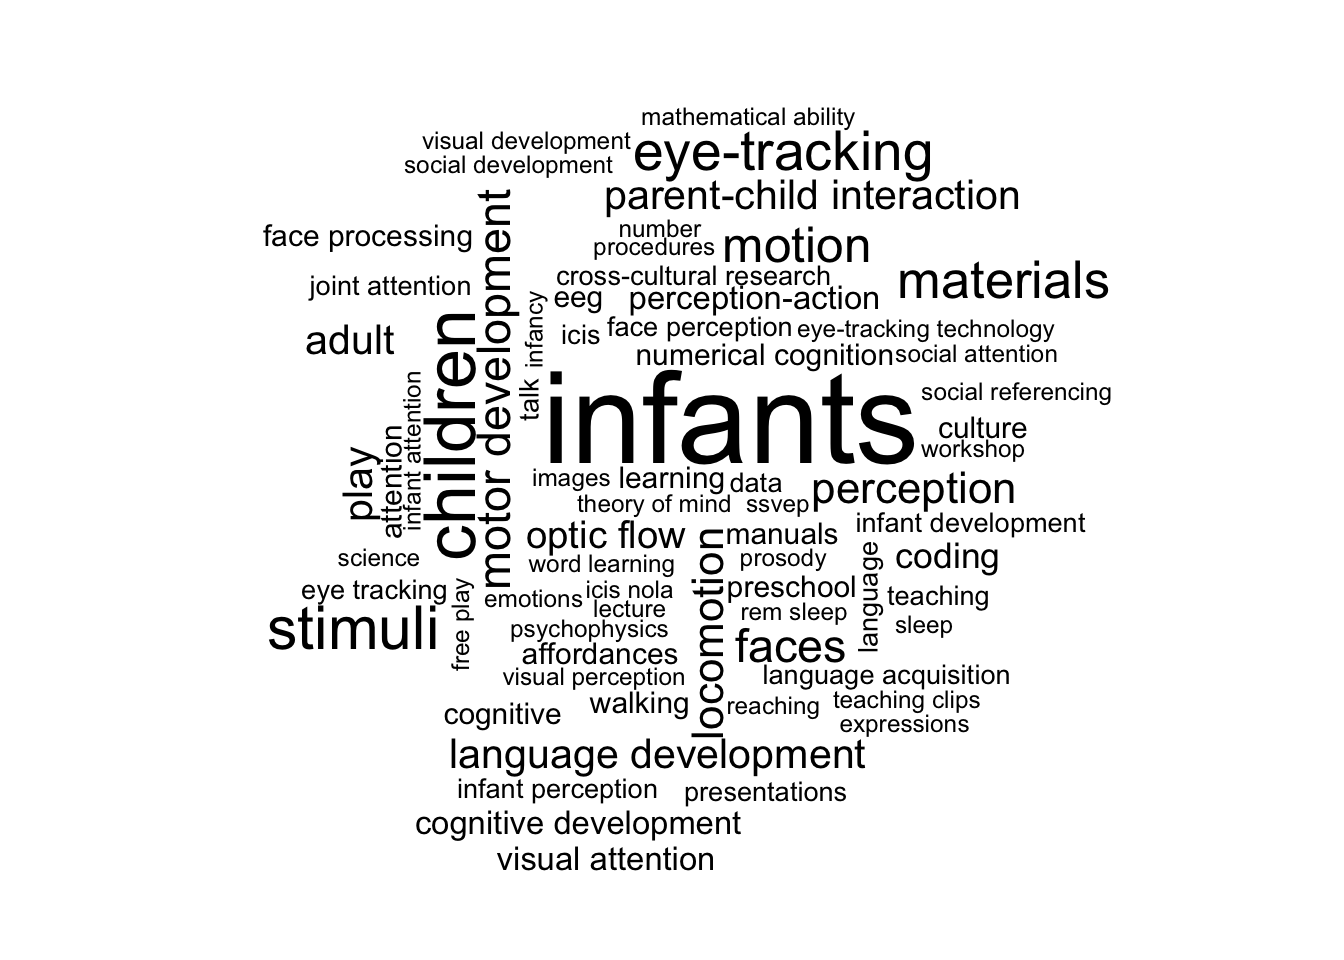 mathematical ability
visual development
eye-tracking
social development
parent-child interaction
motor development
face processing
number
procedures
motion
cross-cultural research
materials
joint attention
infancy
eeg
perception-action
children
adult
icis
face perception
eye-tracking technology
numerical cognition
social attention
infants
talk
social referencing
infant attention
attention
play
culture
workshop
images
learning
data
perception
theory of mind
ssvep
infant development
optic flow
manuals
locomotion
science
word learning
prosody
language
coding
eye tracking
free play
emotions
icis nola
preschool
teaching
lecture
rem sleep
stimuli
psychophysics
sleep
affordances
faces
visual perception
language acquisition
cognitive
walking
reaching
teaching clips
expressions
language development
infant perception
presentations
cognitive development
visual attention